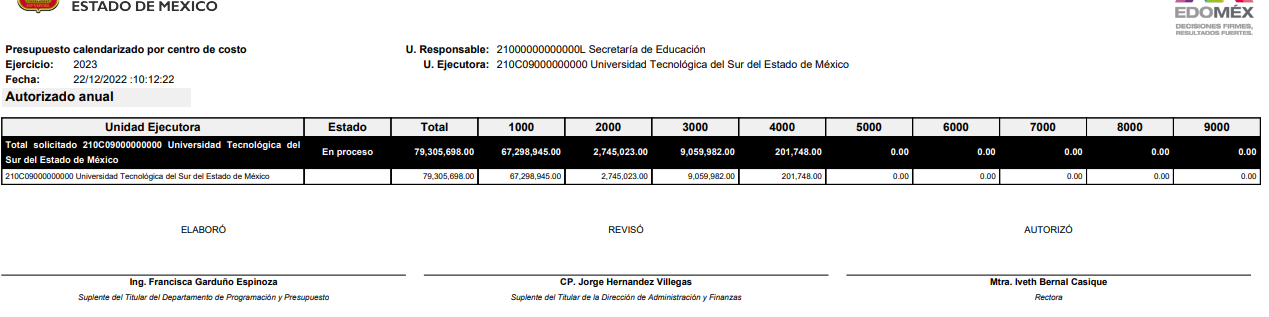 ESTADO DE MÉXICO
EDOMÉX
DECISIONES FIRMES,
RESULTADOS FUERTES.
Presupuesto calendarizado por centro de costo
U. Responsable: 21000000000000L Secretaría de Educación
Ejercicio: 2023
U. Ejecutora: 210C09000000000 Universidad Tecnológica del Sur del Estado de México
Fecha: 22/12/2022 :10:12:22
Autorizado anual
Unidad Ejecutora Estado Total 1000 2000 3000 4000 5000 6000 7000 8000 9000
Total solicitado 210C09000000000 Universidad Tecnológica del
Sur del Estado de México
En proceso 79,305,698.00 67,298,945.00 2,745,023.00 9,059,982.00 201,748.00 0.00 0.00 0.00 0.00 0.00
210C09000000000 Universidad Tecnológica del Sur del Estado de México 79,305,698.00 67,298,945.00 2,745,023.00 9,059,982.00 201,748.00 0.00 0.00 0.00 0.00 0.00
ELABORÓ REVISÓ AUTORIZÓ
Ing. Francisca Garduño Espinoza CP. Jorge Hernandez Villegas Mtra. Iveth Bernal Casique
Suplente del Titular del Departamento de Programación y Presupuesto Suplente del Titular de la Dirección de Administración y Finanzas Rectora